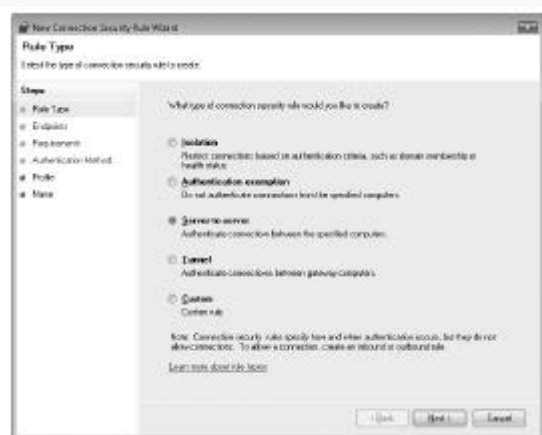 New Connection Security Rule Wizard
Rule Type
Select the type of connection security rule to create.
Steps:
Rule Type
Endpoints
Requirements
Authentication Method
Profile
Name
What type of connection security rule would you like to create?
Isolation
Restrict connections based on authentication criteria, such as domain membership or
health status.
Authentication exemption
Do not authenticate connections from the specified computers.
Server-to-server
Authenticate connection between the specified computers.
Tunnel
Authenticate connections between gateway computers.
Custom
Custom rule.
Note: Connection security rules specify how and when authentication occurs, but they do not
allow connections. To allow a connection, create an inbound or outbound rule.
Learn more about rule types
< Back
Next >
Cancel